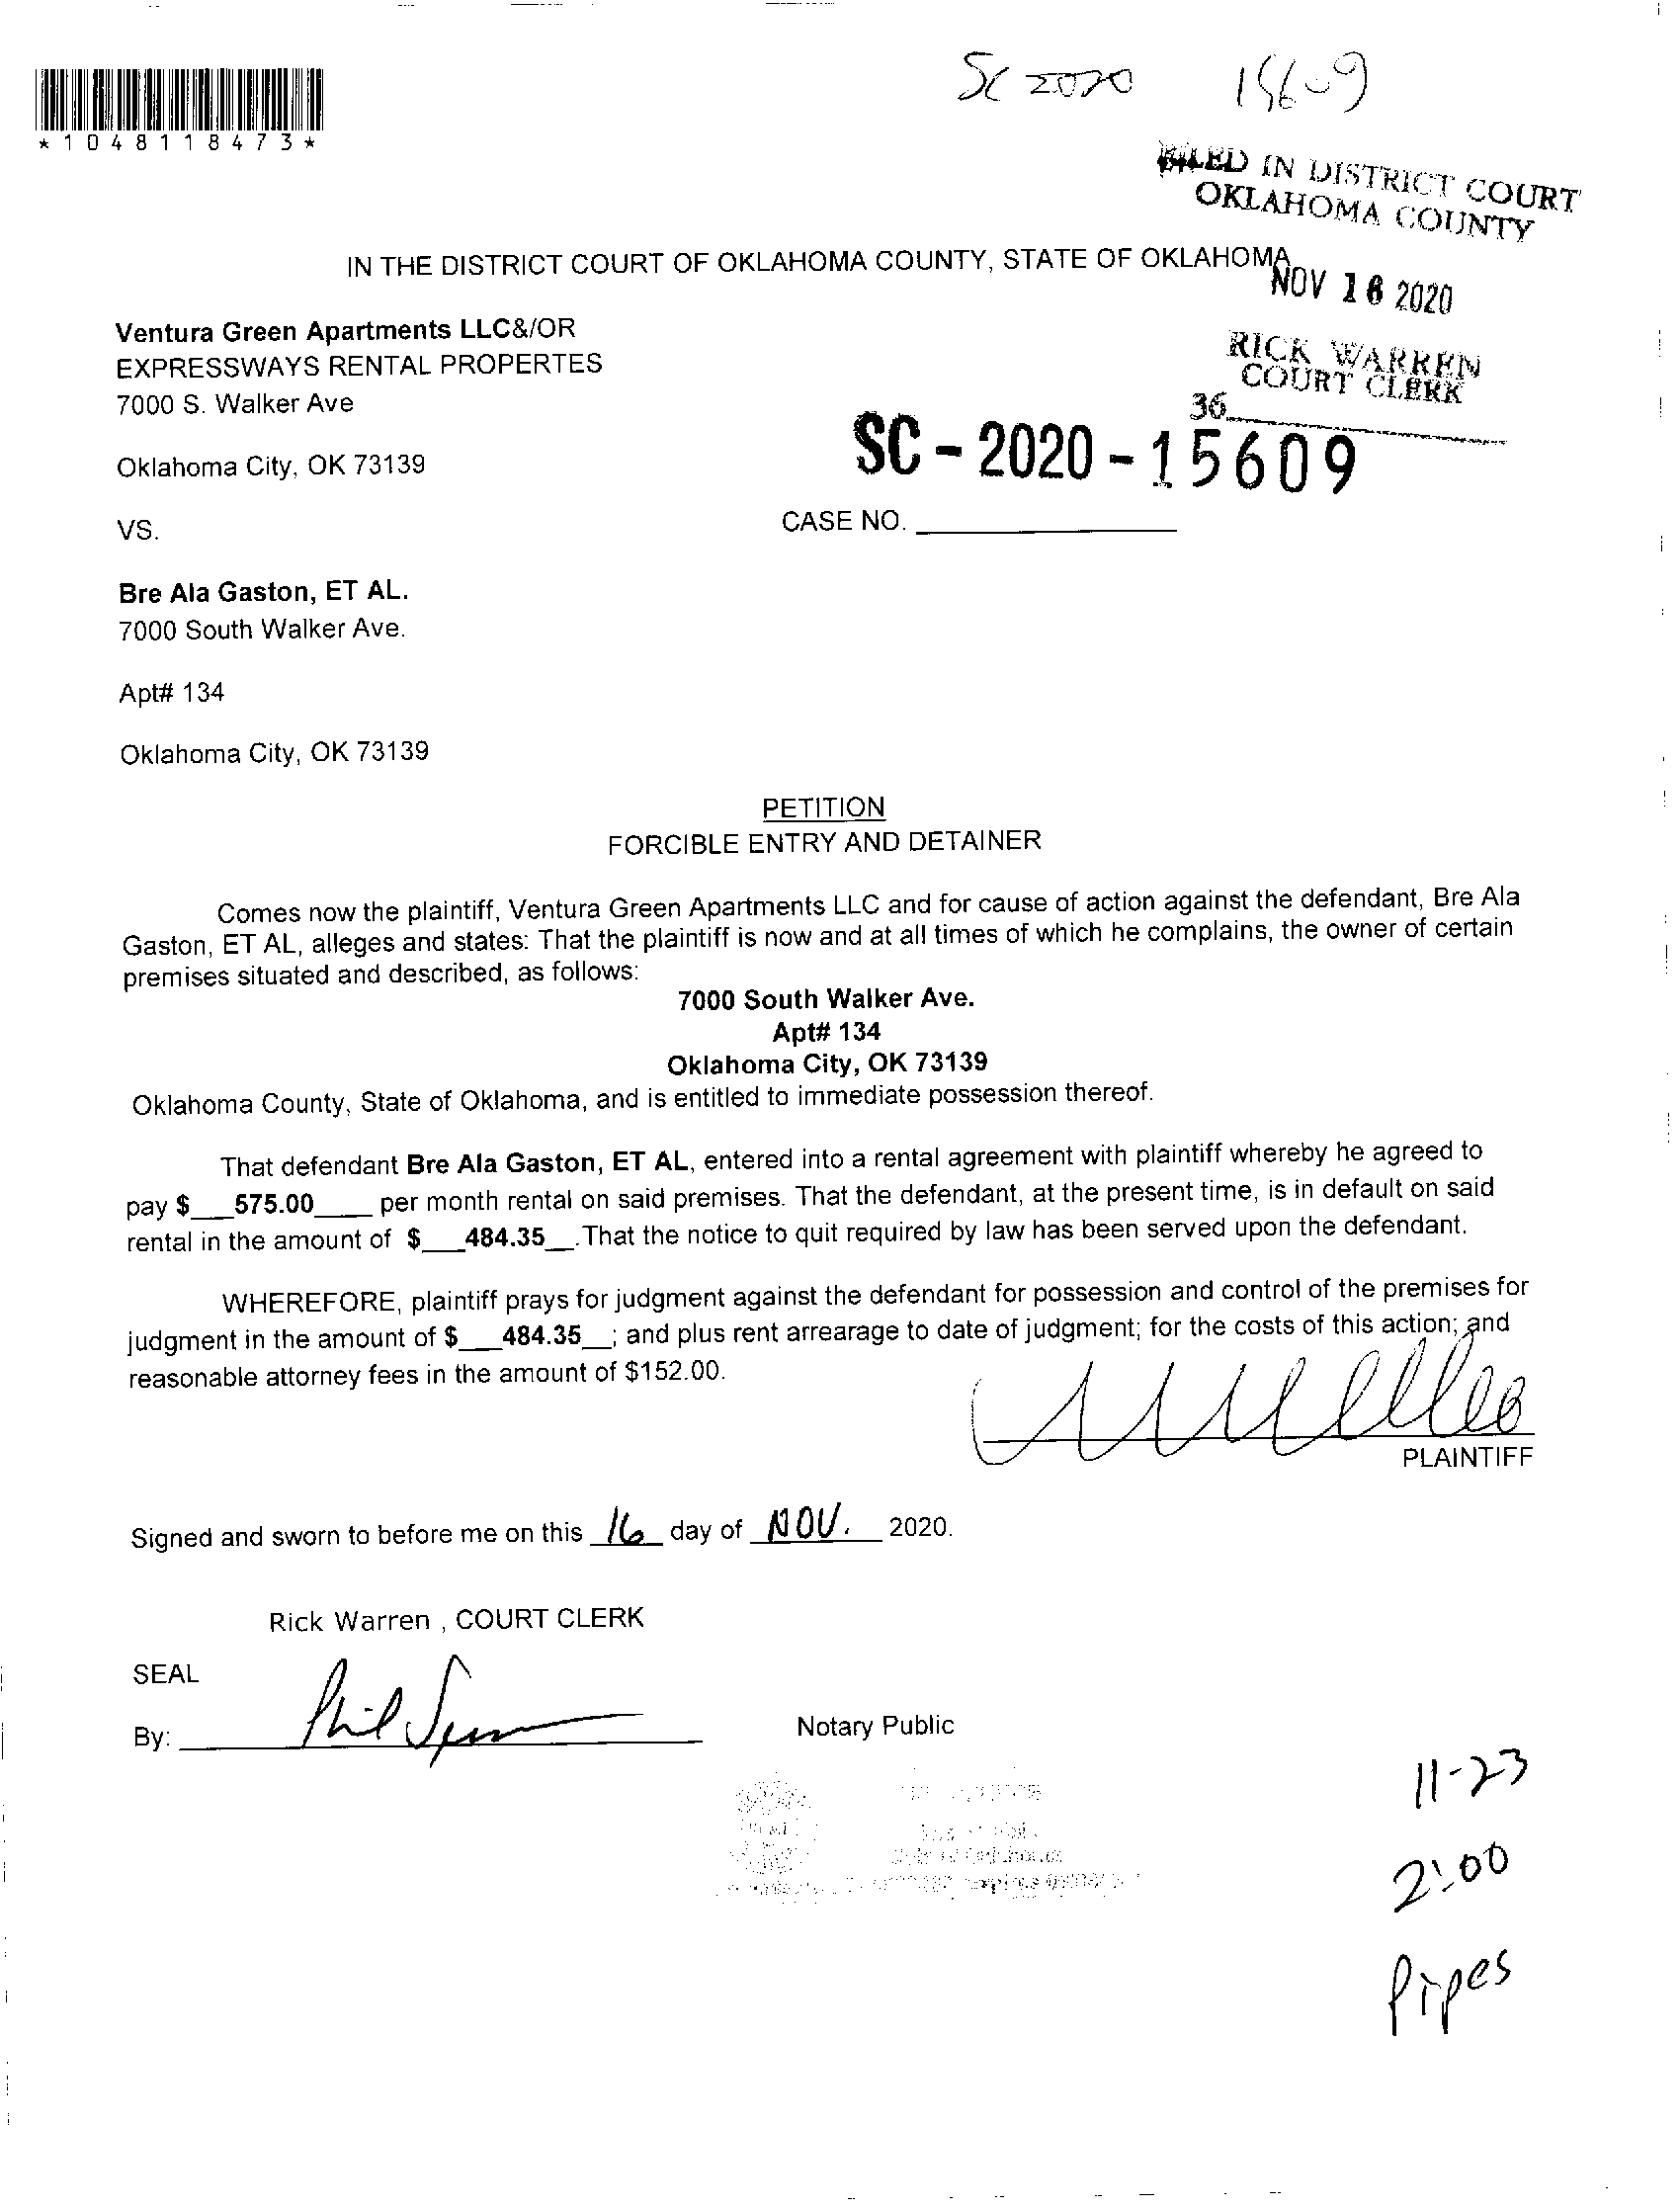 SC 2020 15609
*1048118473*
FILED IN DISTRICT COURT
OKLAHOMA COUNTY
IN THE DISTRICT COURT OF OKLAHOMA COUNTY, STATE OF OKLAHOMA
NOV 16 2020
Ventura Green Apartments LLC&/OR
RICK WARREN
EXPRESSWAYS RENTAL PROPERTES
COURT CLERK
7000 S. Walker Ave
36
SC - 2020 - 15609
Oklahoma City, OK 73139
VS.
CASE NO. ______
Bre Ala Gaston, ET AL.
7000 South Walker Ave.
Apt# 134
Oklahoma City, OK 73139
PETITION
FORCIBLE ENTRY AND DETAINER
Comes now the plaintiff, Ventura Green Apartments LLC and for cause of action against the defendant, Bre Ala
Gaston, ET AL, alleges and states: That the plaintiff is now and at all times of which he complains, the owner of certain
premises situated and described, as follows:
7000 South Walker Ave.
Apt# 134
Oklahoma City, OK 73139
Oklahoma County, State of Oklahoma, and is entitled to immediate possession thereof.
That defendant Bre Ala Gaston, ET AL, entered into a rental agreement with plaintiff whereby he agreed to
pay $___575.00____ per month rental on said premises. That the defendant, at the present time, is in default on said
rental in the amount of $___484.35__.That the notice to quit required by law has been served upon the defendant.
WHEREFORE, plaintiff prays for judgment against the defendant for possession and control of the premises for
judgment in the amount of $___484.35__; and plus rent arrearage to date of judgment; for the costs of this action; and
reasonable attorney fees in the amount of $152.00.
PLAINTIFF
Signed and sworn to before me on this 16 day of NOV. 2020.
Rick Warren , COURT CLERK
SEAL
By:
Notary Public
11-23
2:00
Pipes